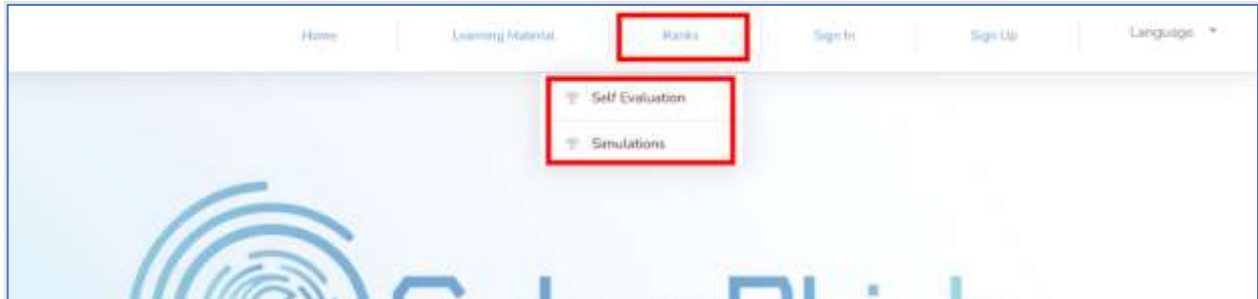 Home Learning Material Ranks Sign In Sign Up Language
Self Evaluation
Simulations